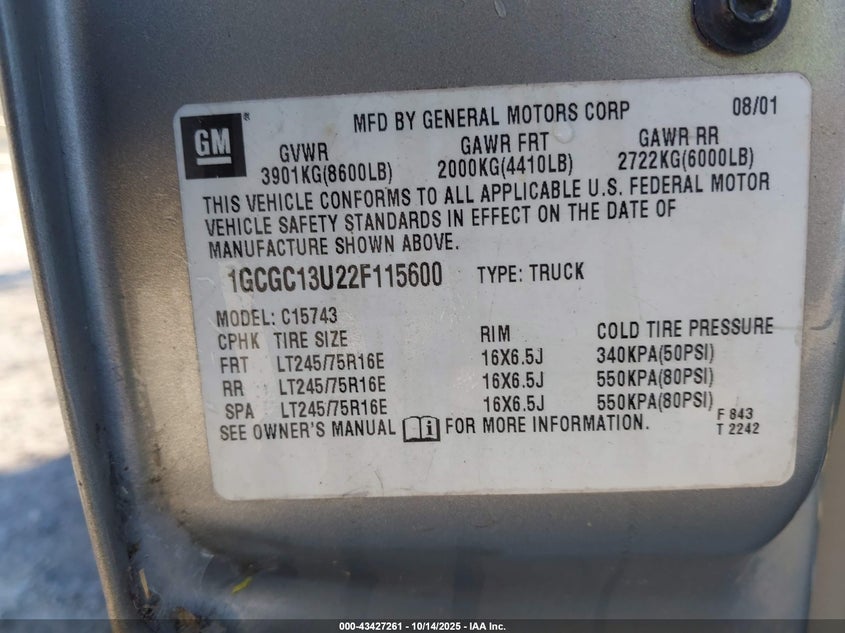 GM
®
MFD BY GENERAL MOTORS CORP 08/01
GVWR GAWR FRT GAWR RR
3901KG(8600LB) 2000KG(4410LB) 2722KG(6000LB)
THIS VEHICLE CONFORMS TO ALL APPLICABLE U.S. FEDERAL MOTOR
VEHICLE SAFETY STANDARDS IN EFFECT ON THE DATE OF
MANUFACTURE SHOWN ABOVE.
1GCGC13U22F115600 TYPE: TRUCK
MODEL: C15743
CPHK TIRE SIZE RIM COLD TIRE PRESSURE
FRT LT245/75R16E 16X6.5J 340KPA(50PSI)
RR LT245/75R16E 16X6.5J 550KPA(80PSI)
SPA LT245/75R16E 16X6.5J 550KPA(80PSI)
SEE OWNER'S MANUAL i FOR MORE INFORMATION.
F 843
T 2242
000-43427261 - 10/14/2025 - IAA Inc.